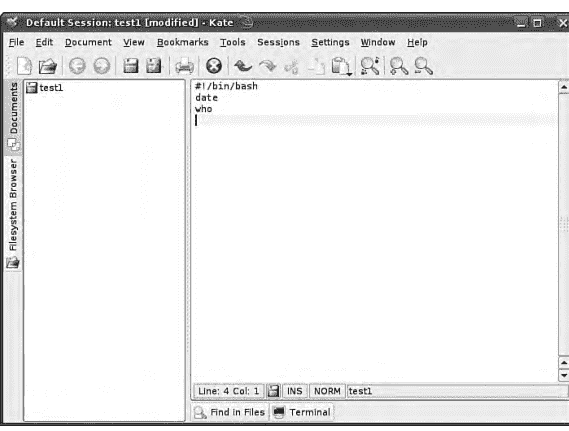 Default Session: test1 [modified] - Kate
File Edit Document View Bookmarks Tools Sessions Settings Window Help
Documents
Filesystem Browser
test1
#!/bin/bash
date
who
Line: 4 Col: 1 INS NORM test1
Find in Files Terminal